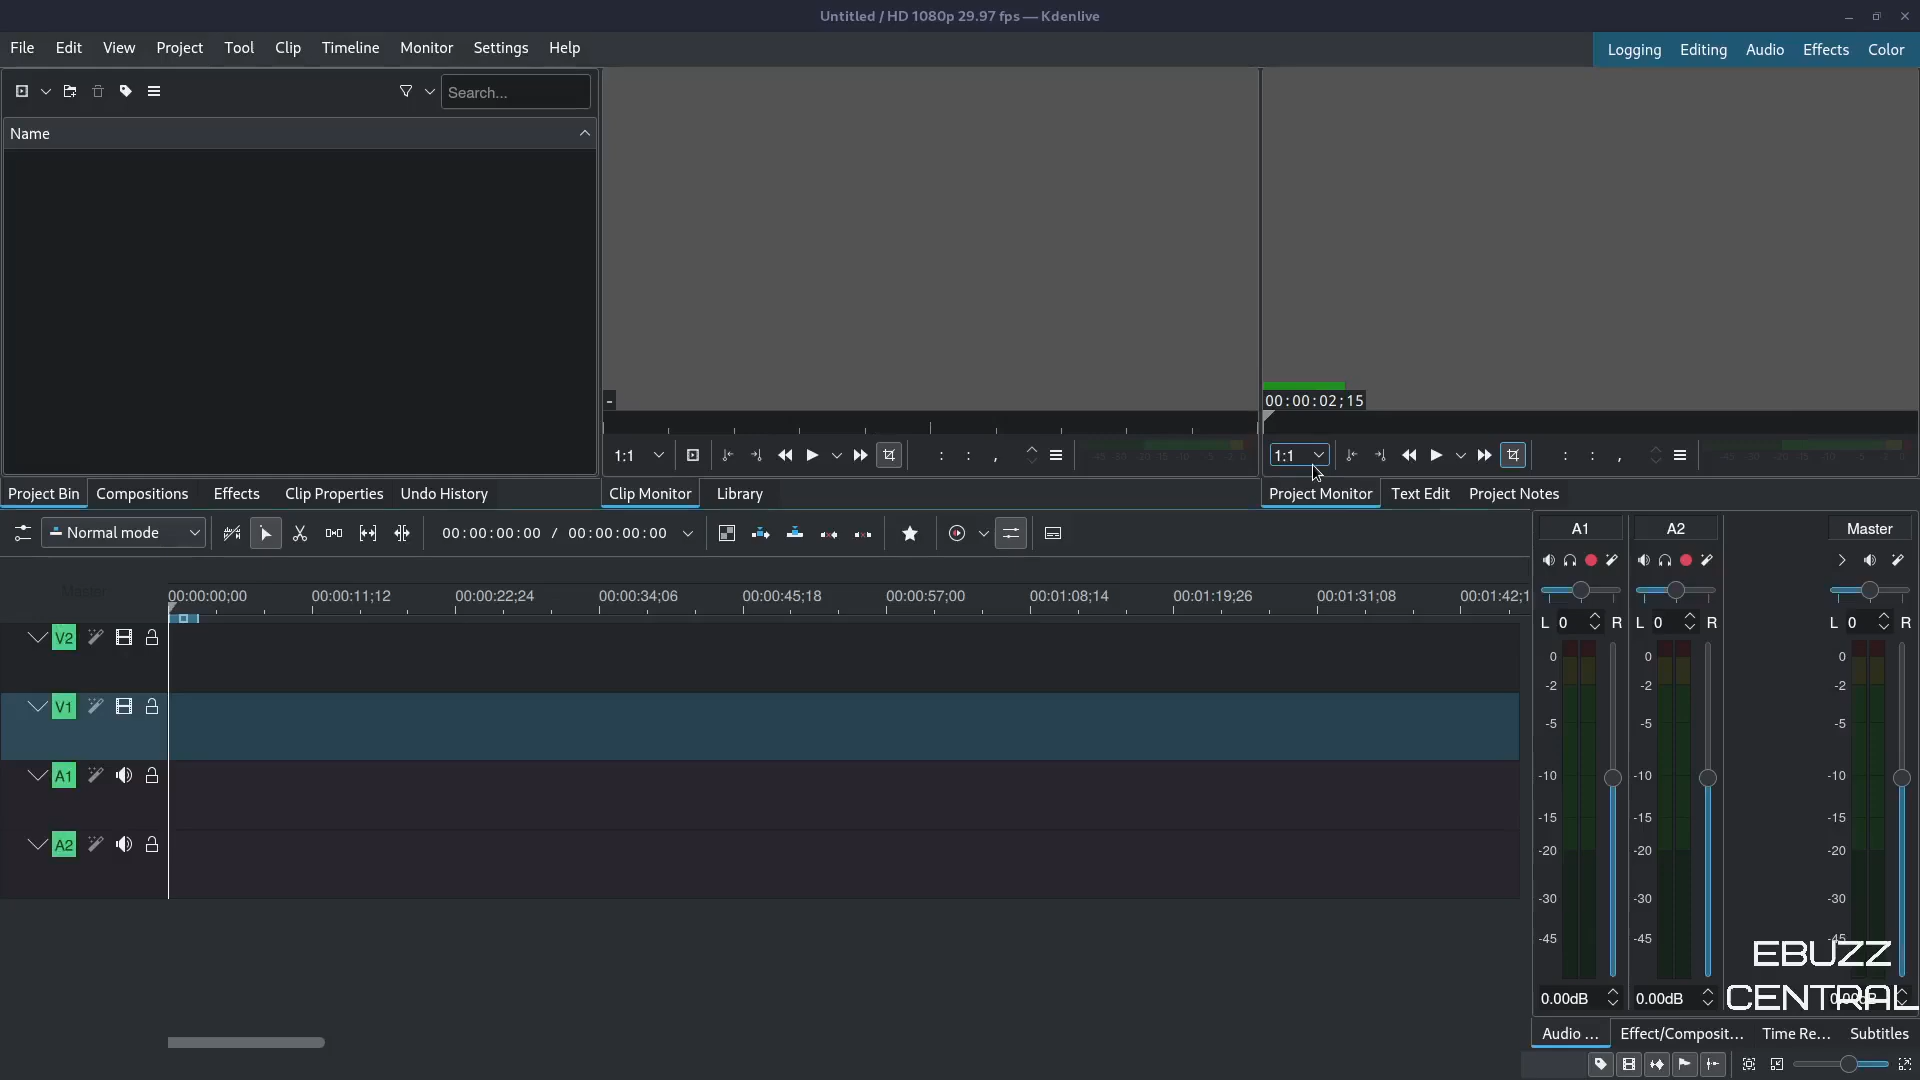 Untitled / HD 1080p 29.97 fps — Kdenlive
File Edit View Project Tool Clip Timeline Monitor Settings Help
Logging Editing Audio Effects Color
Search...
Name
-
00:00:02;15
1:1
: : ,
1:1
: : ,
Project Bin Compositions Effects Clip Properties Undo History
Clip Monitor Library
Project Monitor Text Edit Project Notes
Normal mode
00:00:00:00 / 00:00:00:00
Master
00:00:00;00 00:00:11;12 00:00:22;24 00:00:34;06 00:00:45;18 00:00:57;00 00:01:08;14 00:01:19;26 00:01:31;08 00:01:42;1
V2
V1
A1
A2
A1 A2 Master
L 0 R L 0 R L 0 R
0 0 0
-2 -2 -2
-5 -5 -5
-10 -10 -10
-15 -15 -15
-20 -20 -20
-30 -30 -30
-45 -45 -45
0.00dB 0.00dB
EBUZZ
CENTRAL
Audio ... Effect/Composit... Time Re... Subtitles